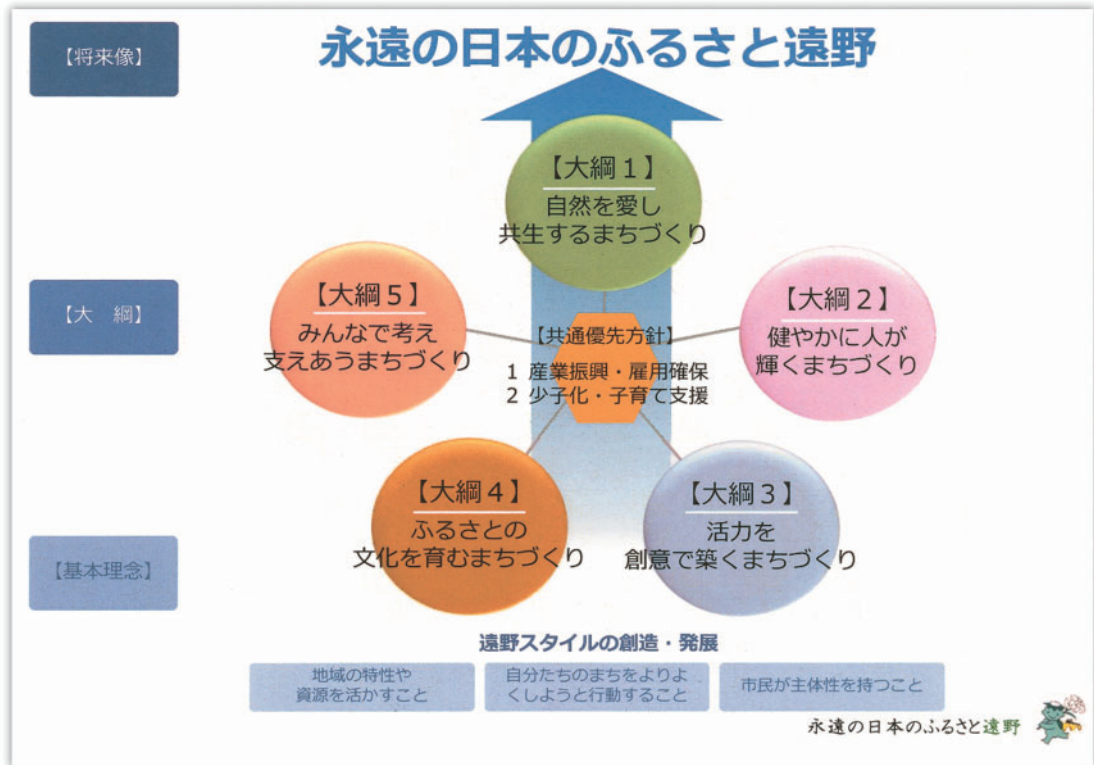 【将来像】
永遠の日本のふるさと遠野
【大綱1】
自然を愛し
共生するまちづくり
【大　綱】
【大綱5】
みんなで考え
支えあうまちづくり
【大綱2】
健やかに人が
輝くまちづくり
【共通優先方針】
1 産業振興・雇用確保
2 少子化・子育て支援
【大綱4】
ふるさとの
文化を育むまちづくり
【大綱3】
活力を
創意で築くまちづくり
【基本理念】
遠野スタイルの創造・発展
地域の特性や
資源を活かすこと
自分たちのまちをよりよ
くしようと行動すること
市民が主体性を持つこと
永遠の日本のふるさと遠野